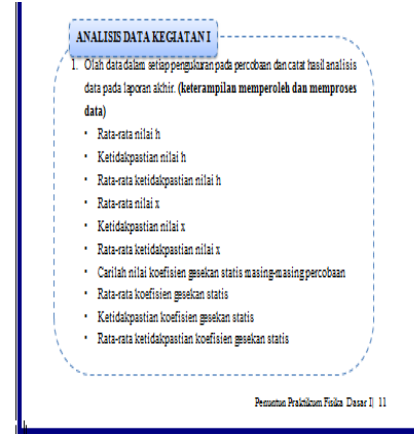 ANALISIS DATA KEGIATAN I
1. Olah data dalam setiap pengukuran pada percobaan dan catat hasil analisis
data pada laporan akhir. (keterampilan memperoleh dan memproses
data)
• Rata-rata nilai h
• Ketidakpastian nilai h
• Rata-rata ketidakpastian nilai h
• Rata-rata nilai x
• Ketidakpastian nilai x
• Rata-rata ketidakpastian nilai x
• Carilah nilai koefisien gesekan statis masing-masing percobaan
• Rata-rata koefisien gesekan statis
• Ketidakpastian koefisien gesekan statis
• Rata-rata ketidakpastian koefisien gesekan statis
Penuntun Praktikum Fisika Dasar I| 11